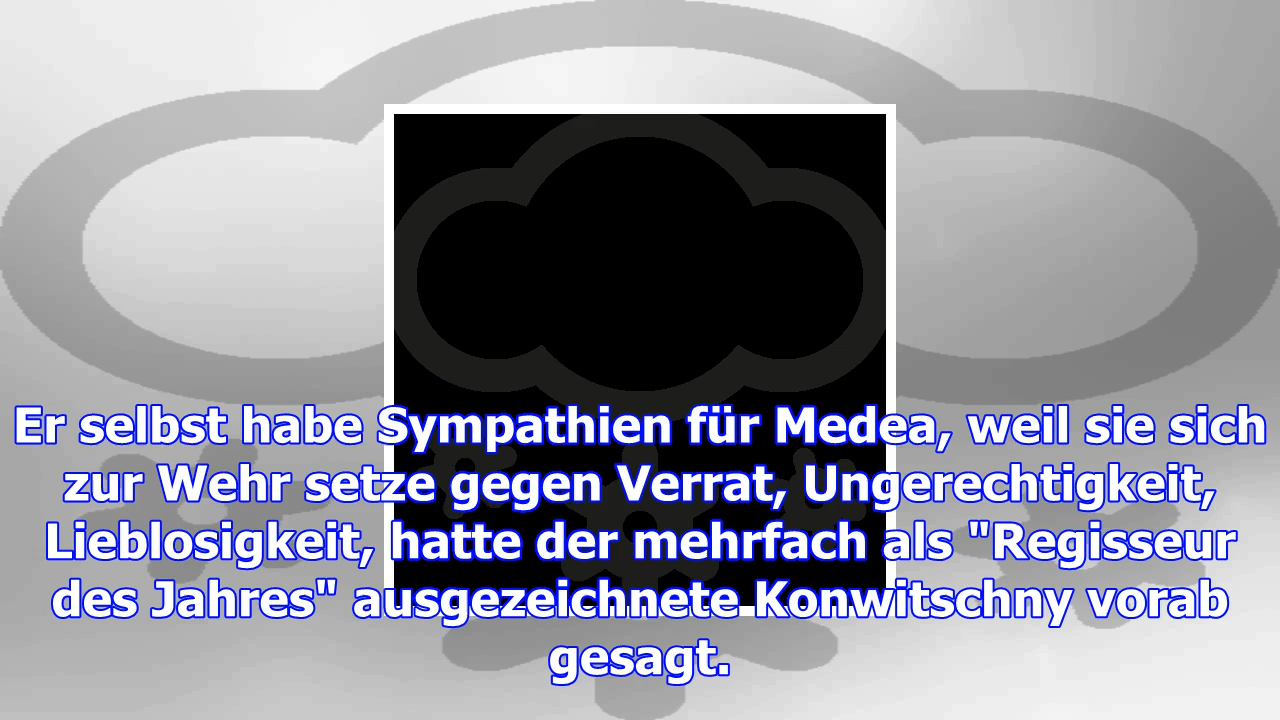 Er selbst habe Sympathien für Medea, weil sie sich
zur Wehr setze gegen Verrat, Ungerechtigkeit,
Lieblosigkeit, hatte der mehrfach als "Regisseur
des Jahres" ausgezeichnete Konwitschny vorab
gesagt.